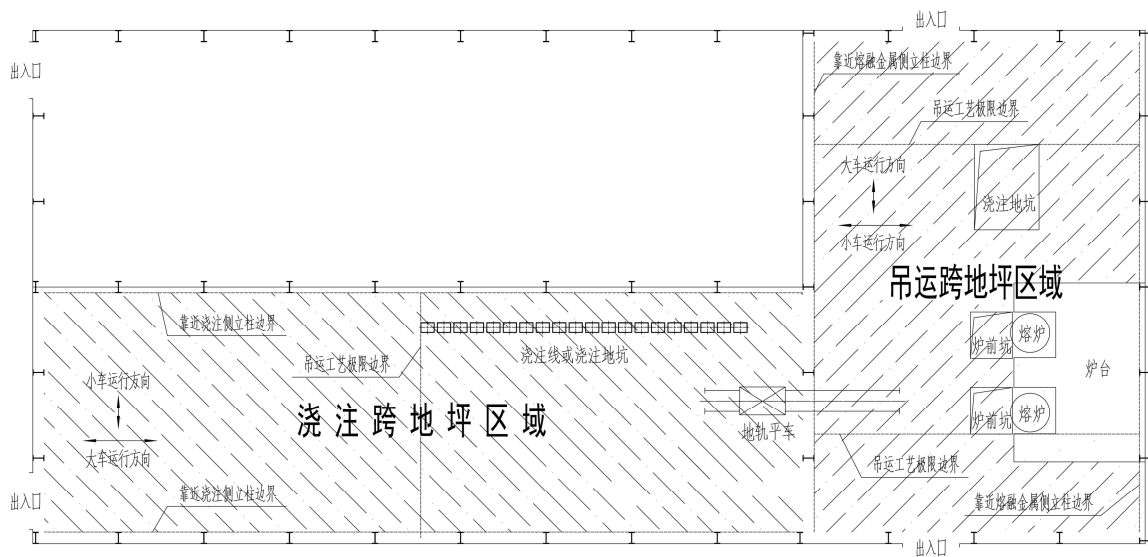 出入口
出入口
靠近熔融金属侧立柱边界
吊运工艺极限边界
大车运行方向
小车运行方向
浇注地坑
吊运跨地坪区域
靠近浇注侧立柱边界
吊运工艺极限边界
浇注线或浇注地坑
炉前坑
熔炉
炉台
小车运行方向
大车运行方向
浇注跨地坪区域
地轨平车
炉前坑
熔炉
吊运工艺极限边界
靠近浇注侧立柱边界
靠近熔融金属侧立柱边界
出入口
出入口